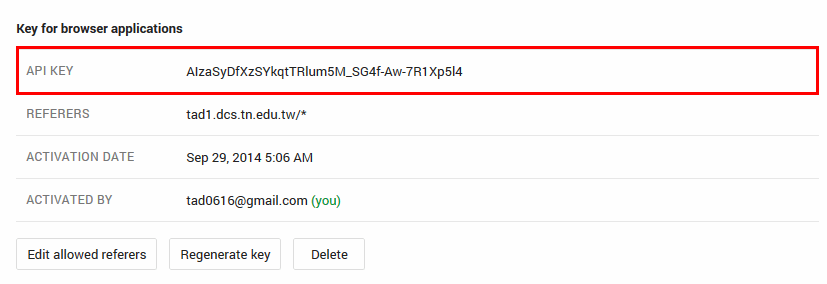 Key for browser applications
API KEY AIzaSyDfXzSYkqtTRlum5M_SG4f-Aw-7R1Xp5l4
REFERERS tad1.dcs.tn.edu.tw/*
ACTIVATION DATE Sep 29, 2014 5:06 AM
ACTIVATED BY tad0616@gmail.com (you)
Edit allowed referers Regenerate key Delete